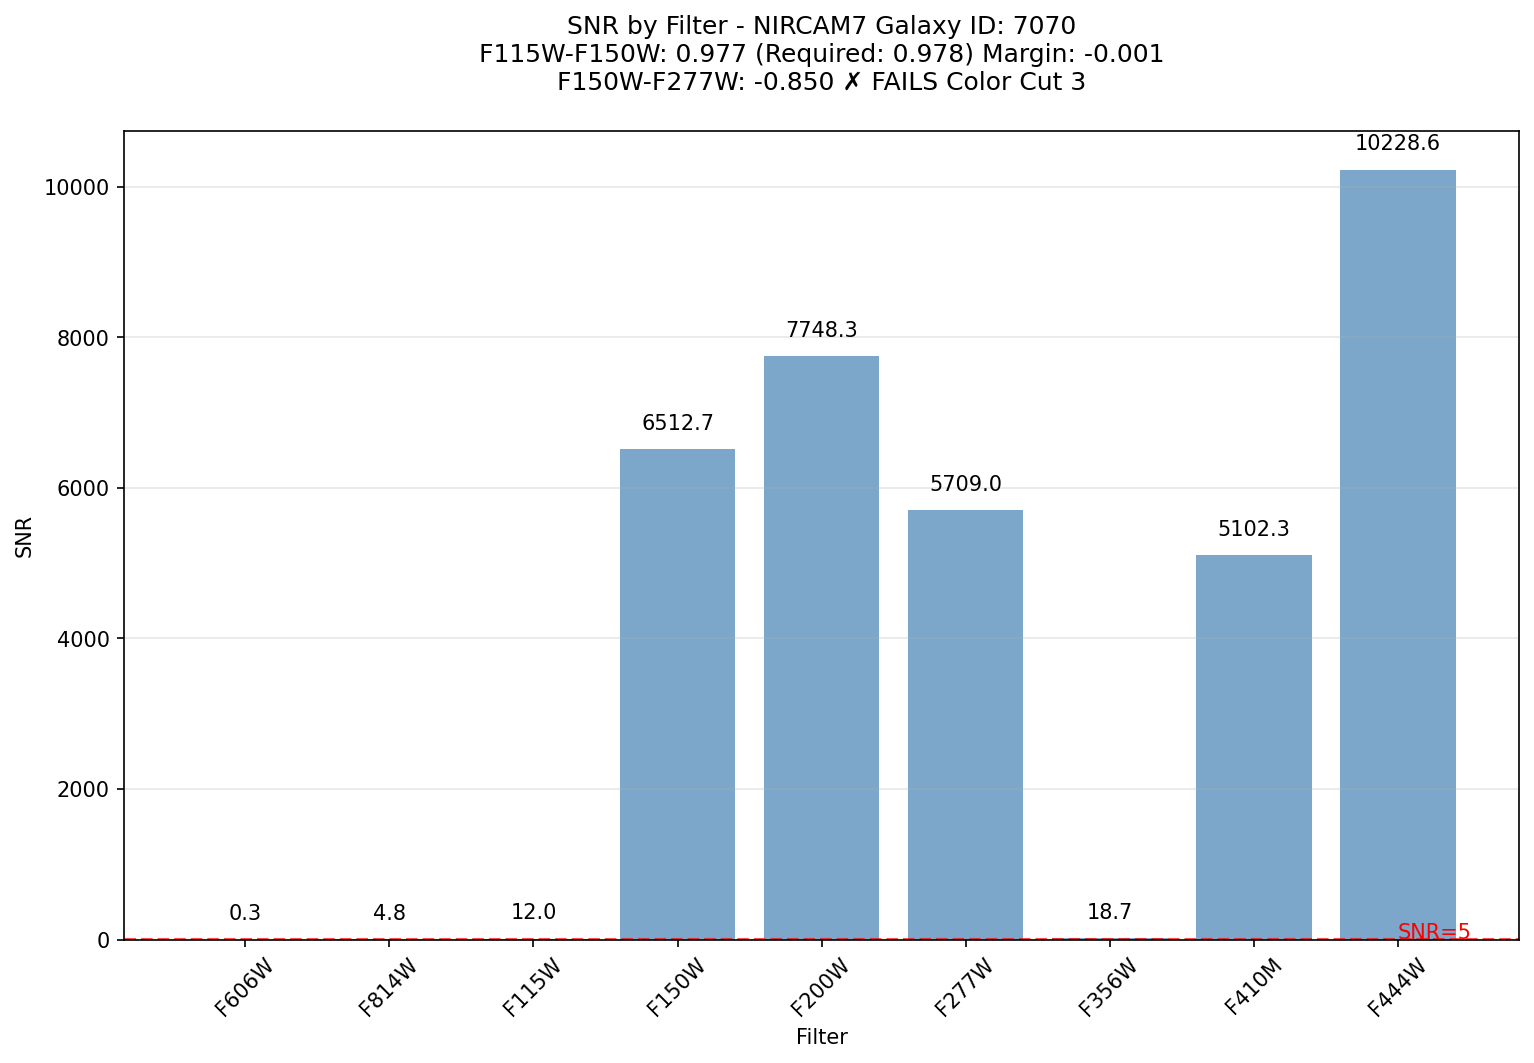 SNR by Filter - NIRCAM7 Galaxy ID: 7070
F115W-F150W: 0.977 (Required: 0.978) Margin: -0.001
F150W-F277W: -0.850 ✗ FAILS Color Cut 3
10228.6
10000
8000
7748.3
6512.7
6000
5709.0
5102.3
4000
2000
0.3
4.8
12.0
18.7
SNR=5
0
SNR
F606W
F814W
F115W
F150W
F200W
F277W
F356W
F410M
F444W
Filter